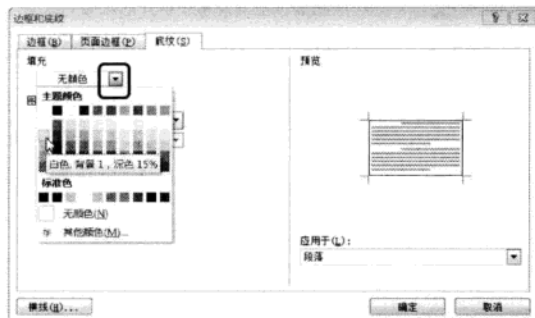 边框和底纹
边框(B) 页面边框(P) 底纹(S)
填充
无颜色
主题颜色
图
白色, 背景 1, 深色 15%
标准色
无颜色(N)
其他颜色(M)...
预览
应用于(L):
段落
横线(H)... 确定 取消